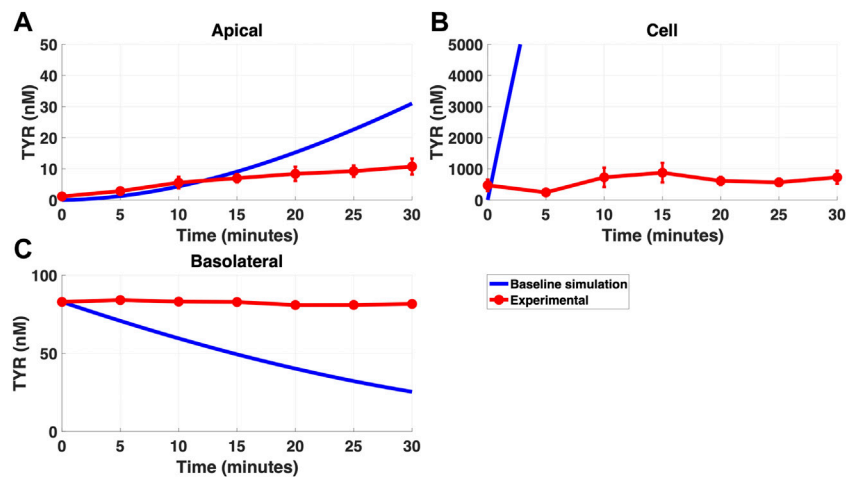 A
Apical
50
40
30
20
10
0
TYR (nM)
0 5 10 15 20 25 30
Time (minutes)
B
Cell
5000
4000
3000
2000
1000
0
TYR (nM)
0 5 10 15 20 25 30
Time (minutes)
C
Basolateral
100
50
0
TYR (nM)
0 5 10 15 20 25 30
Time (minutes)
Baseline simulation
Experimental